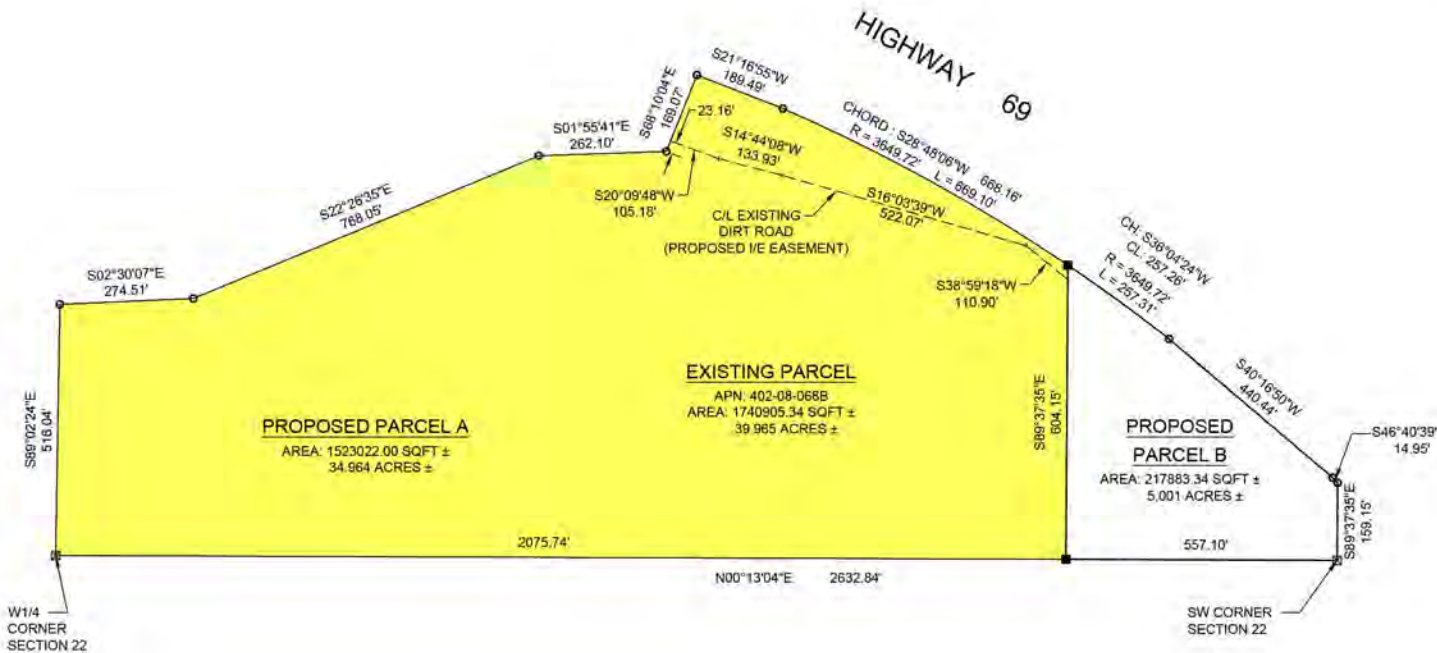 HIGHWAY 69
S21°16'55"W
189.49'
S68°10'04"E
169.07'
23.16'
CHORD : S28°48'06"W 668.16'
R = 3649.72' L = 669.10'
S14°44'08"W
133.93'
S01°55'41"E
262.10'
S20°09'48"W
105.18'
S16°03'39"W
522.07'
C/L EXISTING
DIRT ROAD
(PROPOSED I/E EASEMENT)
S22°26'35"E
768.05'
CH: S36°04'24"W
CL: 257.26'
R = 3649.72'
L = 257.31'
S02°30'07"E
274.51'
S38°59'18"W
110.90'
S89°02'24"E
516.04'
EXISTING PARCEL
APN: 402-08-068B
AREA: 1740905.34 SQFT ±
39.965 ACRES ±
S89°37'35"E
604.15'
S40°16'50"W
440.44'
PROPOSED PARCEL A
AREA: 1523022.00 SQFT ±
34.964 ACRES ±
PROPOSED
PARCEL B
AREA: 217883.34 SQFT ±
5.001 ACRES ±
S46°40'39"
14.95'
S89°37'35"E
159.15'
2075.74'
557.10'
N00°13'04"E 2632.84'
W1/4
CORNER
SECTION 22
SW CORNER
SECTION 22